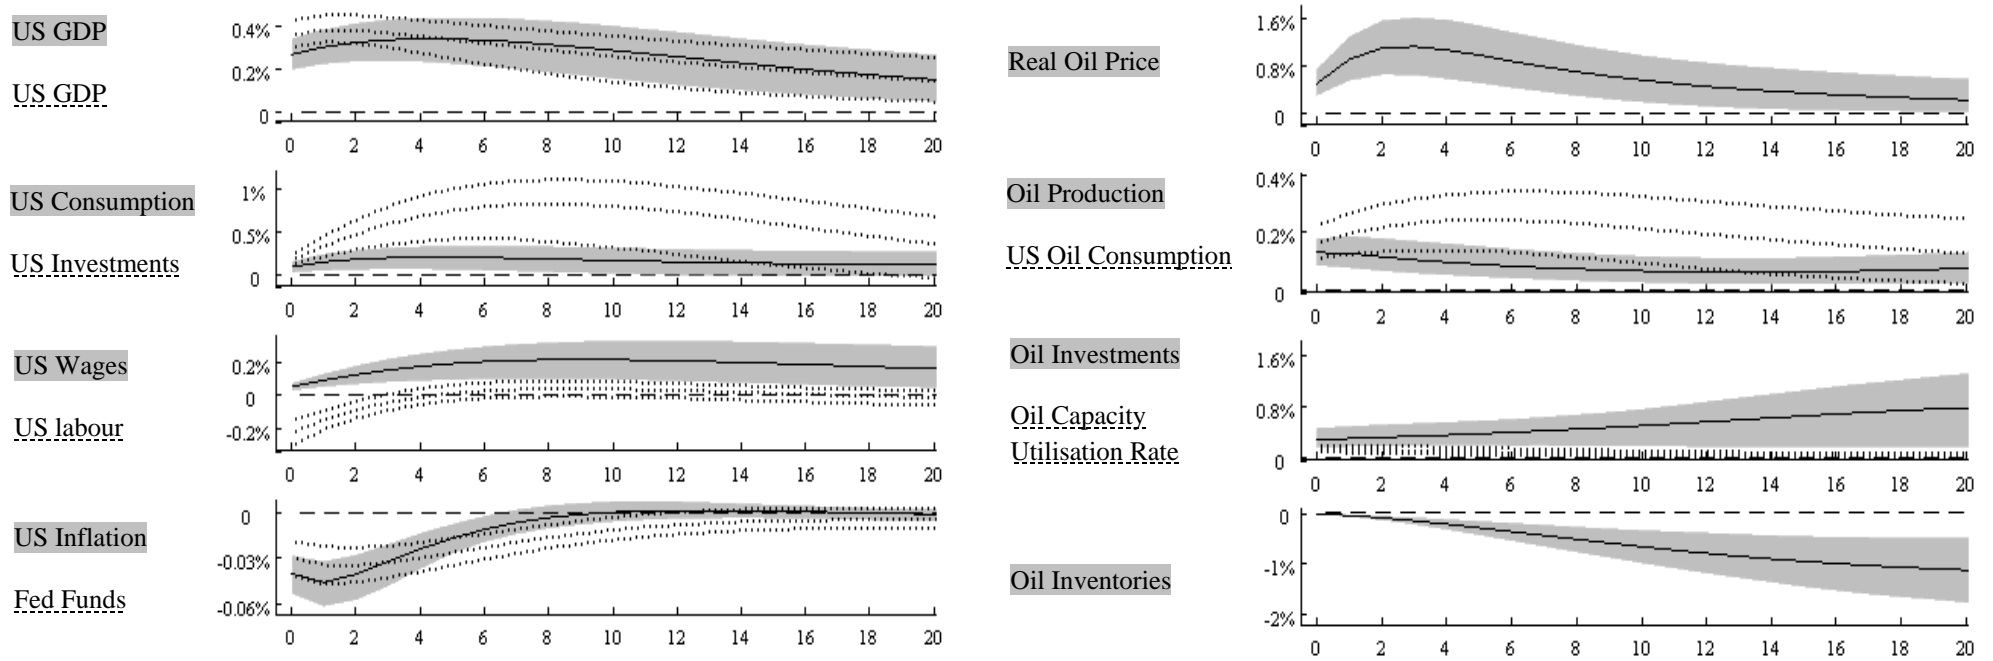 US GDP
US GDP
0.4%
0.2%
0
0 2 4 6 8 10 12 14 16 18 20
US Consumption
US Investments
1%
0.5%
0
0 2 4 6 8 10 12 14 16 18 20
US Wages
US labour
0.2%
0
-0.2%
0 2 4 6 8 10 12 14 16 18 20
US Inflation
Fed Funds
0
-0.03%
-0.06%
0 2 4 6 8 10 12 14 16 18 20
Real Oil Price
1.6%
0.8%
0
0 2 4 6 8 10 12 14 16 18 20
Oil Production
US Oil Consumption
0.4%
0.2%
0
0 2 4 6 8 10 12 14 16 18 20
Oil Investments
Oil Capacity
Utilisation Rate
1.6%
0.8%
0
0 2 4 6 8 10 12 14 16 18 20
Oil Inventories
0
-1%
-2%
0 2 4 6 8 10 12 14 16 18 20